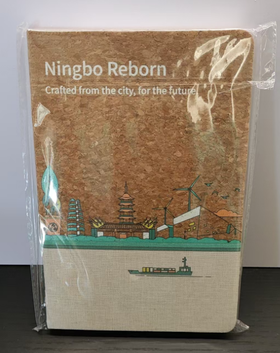 Ningbo Reborn
Crafted from the city, for the future